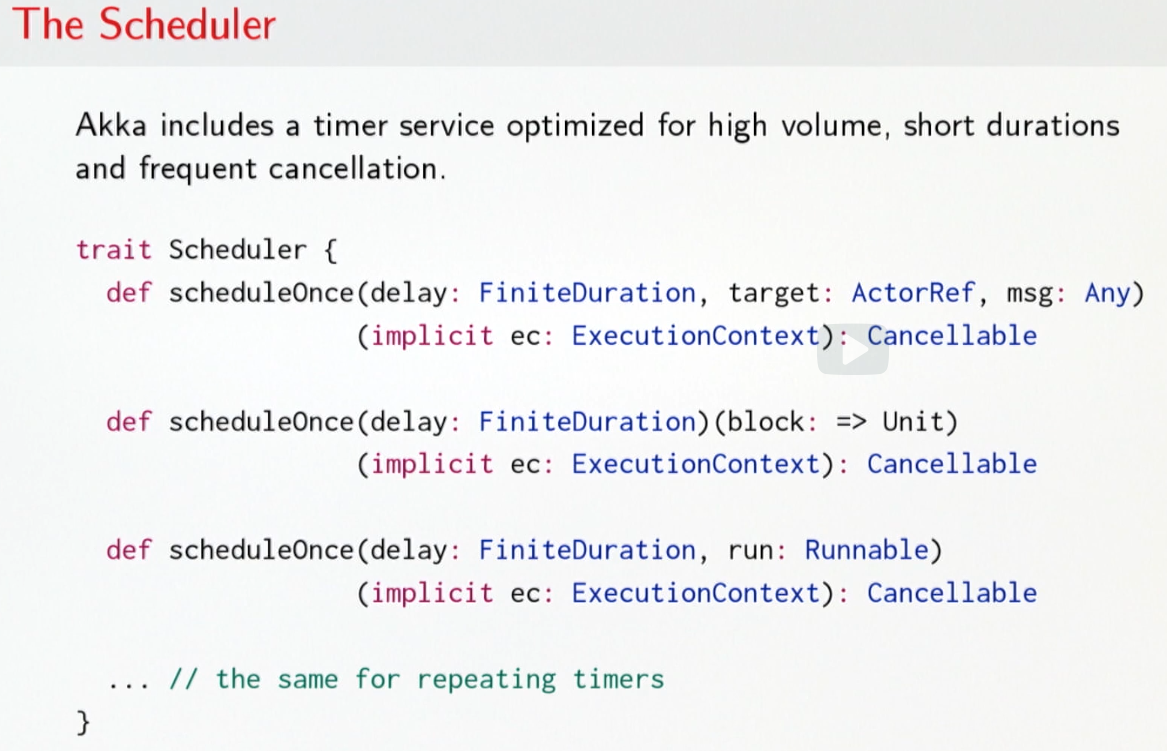 The Scheduler
Akka includes a timer service optimized for high volume, short durations
and frequent cancellation.
trait Scheduler {
  def scheduleOnce(delay: FiniteDuration, target: ActorRef, msg: Any)
                  (implicit ec: ExecutionContext): Cancellable
  def scheduleOnce(delay: FiniteDuration)(block: => Unit)
                  (implicit ec: ExecutionContext): Cancellable
  def scheduleOnce(delay: FiniteDuration, run: Runnable)
                  (implicit ec: ExecutionContext): Cancellable
  ... // the same for repeating timers
}